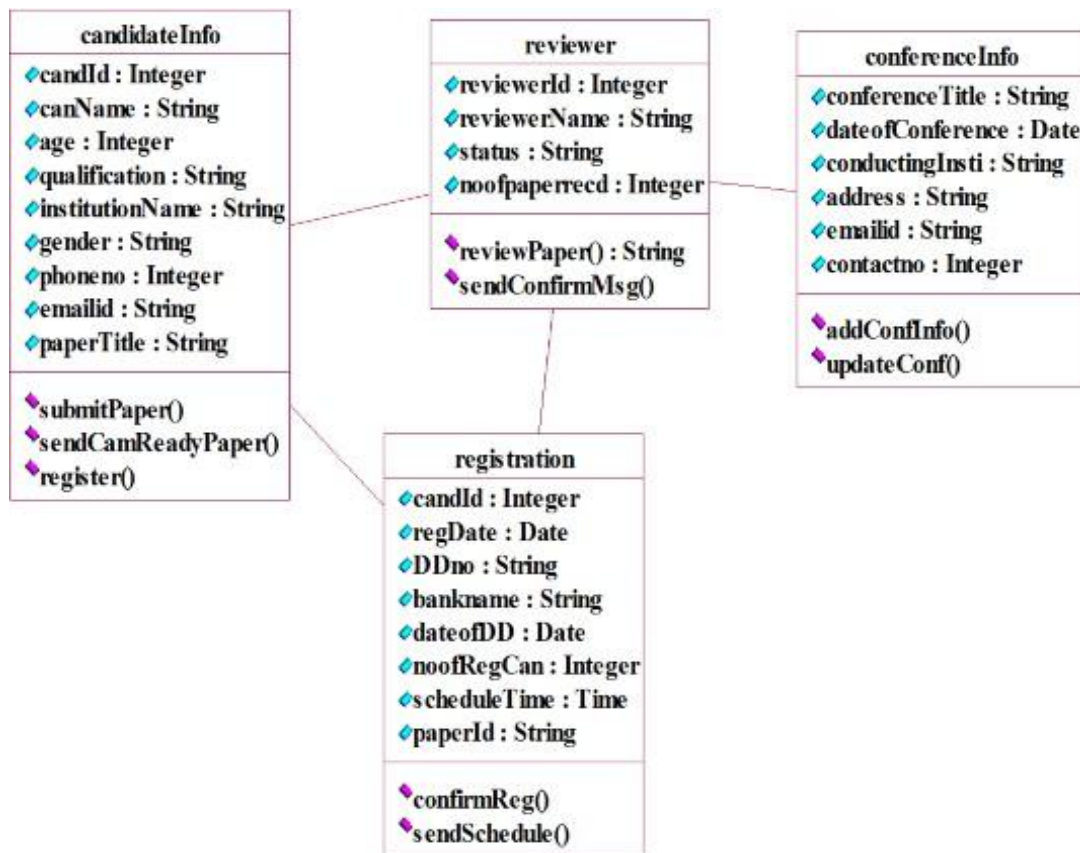 candidateInfo
candId : Integer
canName : String
age : Integer
qualification : String
institutionName : String
gender : String
phoneno : Integer
emailid : String
paperTitle : String
submitPaper()
sendCamReadyPaper()
register()
reviewer
reviewerId : Integer
reviewerName : String
status : String
noofpaperrecd : Integer
reviewPaper() : String
sendConfirmMsg()
conferenceInfo
conferenceTitle : String
dateofConference : Date
conductingInsti : String
address : String
emailid : String
contactno : Integer
addConfInfo()
updateConf()
registration
candId : Integer
regDate : Date
DDno : String
bankname : String
dateofDD : Date
noofRegCan : Integer
scheduleTime : Time
paperId : String
confirmReg()
sendSchedule()